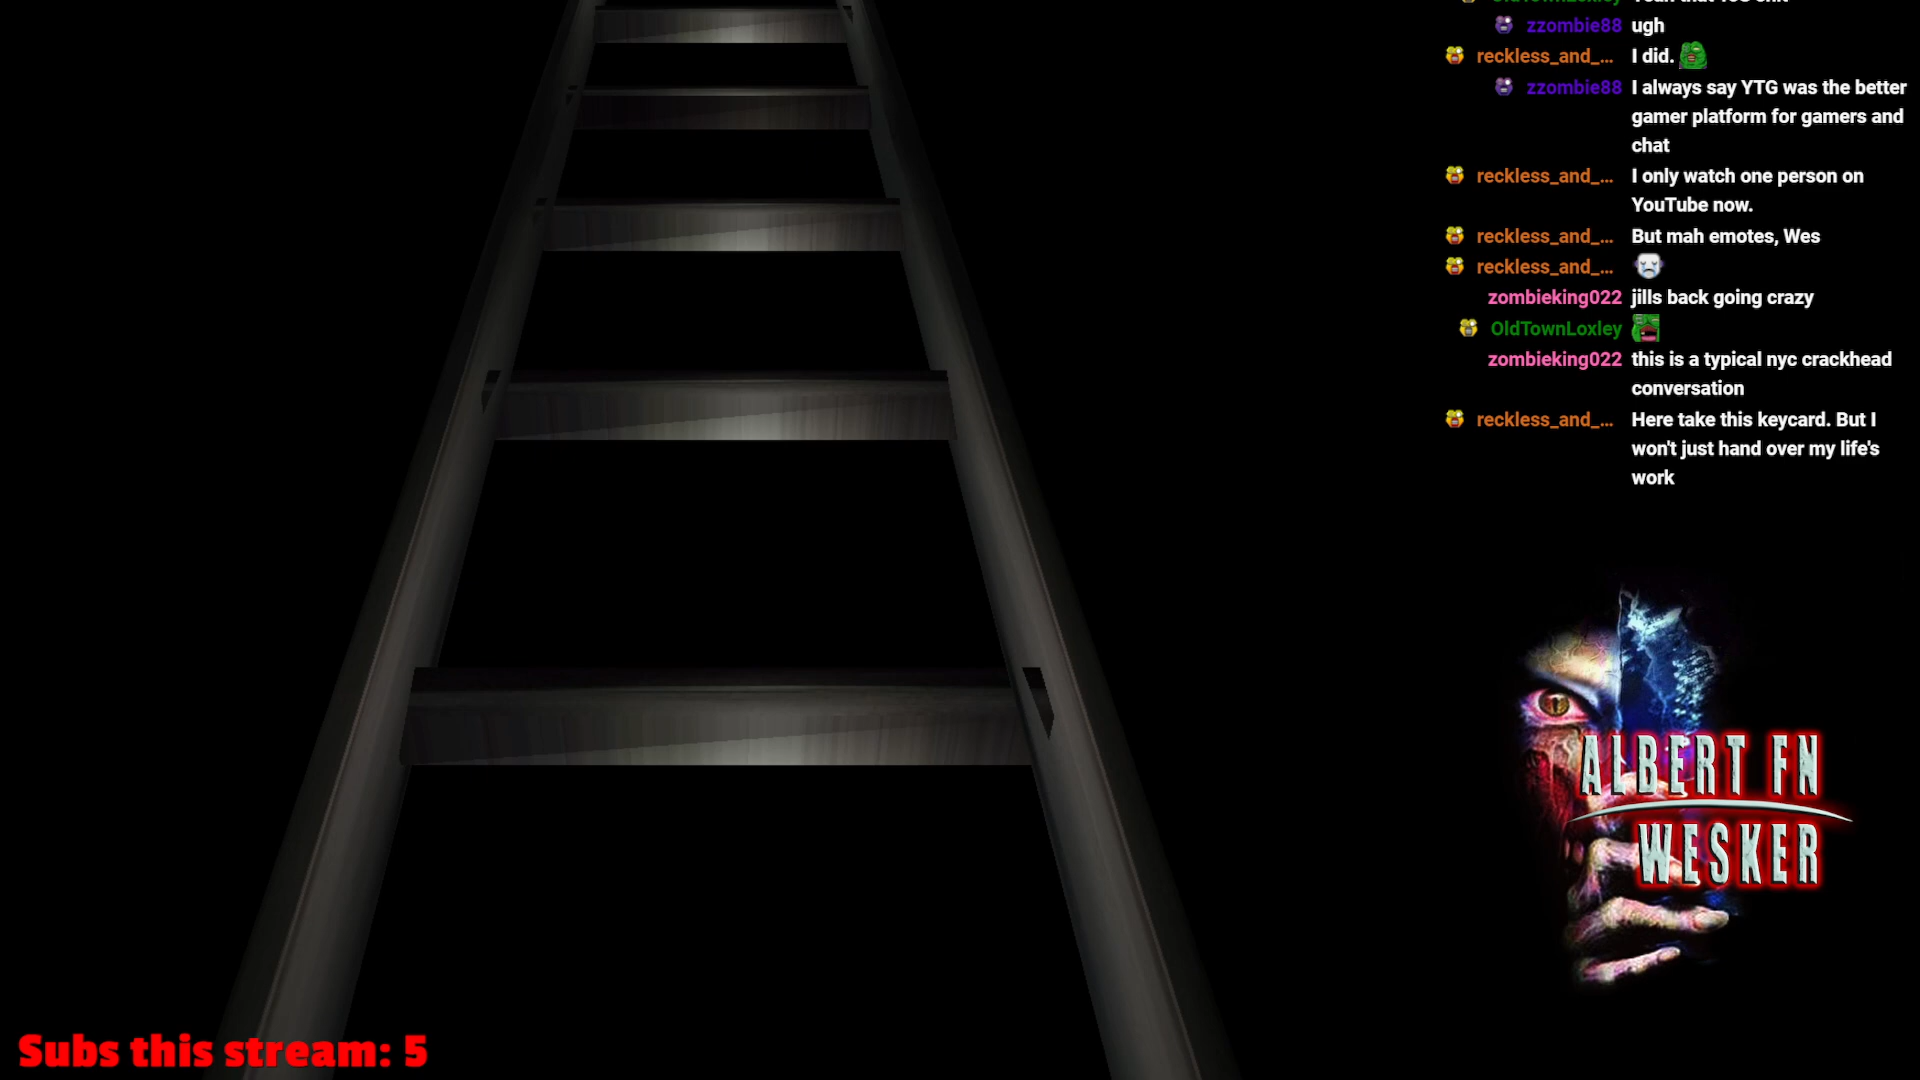 zzombie88 ugh
reckless_and_... I did.
zzombie88 I always say YTG was the better
gamer platform for gamers and
chat
reckless_and_... I only watch one person on
YouTube now.
reckless_and_... But mah emotes, Wes
reckless_and_...
zombieking022 jills back going crazy
OldTownLoxley
zombieking022 this is a typical nyc crackhead
conversation
reckless_and_... Here take this keycard. But I
won't just hand over my life's
work
ALBERT FN
WESKER
Subs this stream: 5